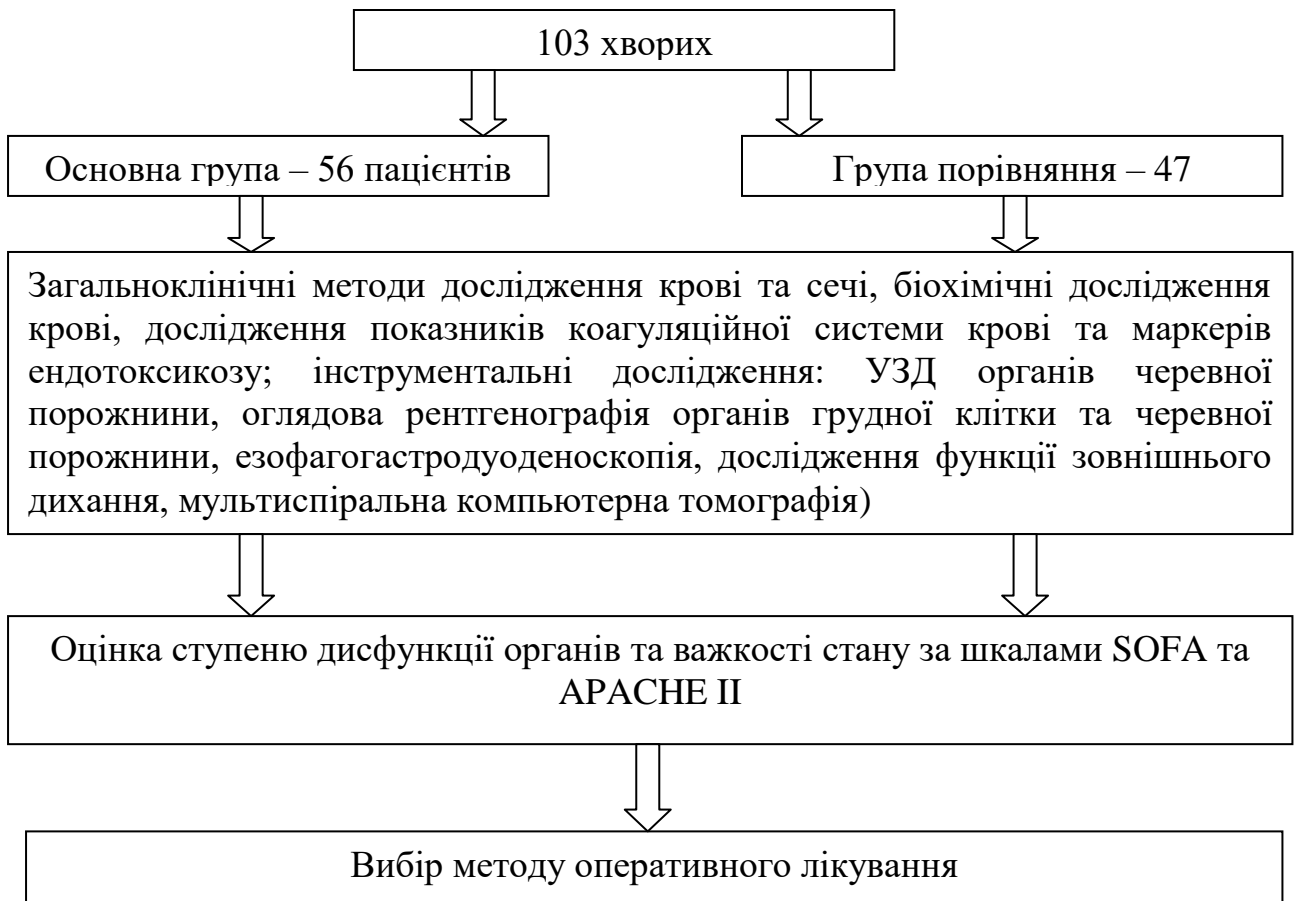 103 хворих
Основна група – 56 пацієнтів
Група порівняння – 47
Загальноклінічні методи дослідження крові та сечі, біохімічні дослідження
крові, дослідження показників коагуляційної системи крові та маркерів
ендотоксикозу; інструментальні дослідження: УЗД органів черевної
порожнини, оглядова рентгенографія органів грудної клітки та черевної
порожнини, езофагогастродуоденоскопія, дослідження функції зовнішнього
дихання, мультиспіральна компьютерна томографія)
Оцінка ступеню дисфункції органів та важкості стану за шкалами SOFA та
APACHE II
Вибір методу оперативного лікування